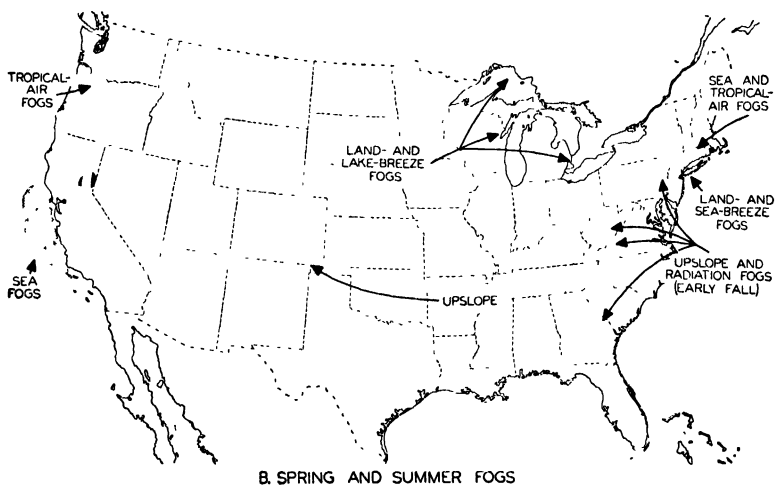 TROPICAL-
AIR FOGS
SEA AND
TROPICAL-
AIR FOGS
LAND- AND
LAKE-BREEZE
FOGS
LAND- AND
SEA-BREEZE
FOGS
SEA
FOGS
UPSLOPE AND
RADIATION FOGS
(EARLY FALL)
UPSLOPE
B. SPRING AND SUMMER FOGS